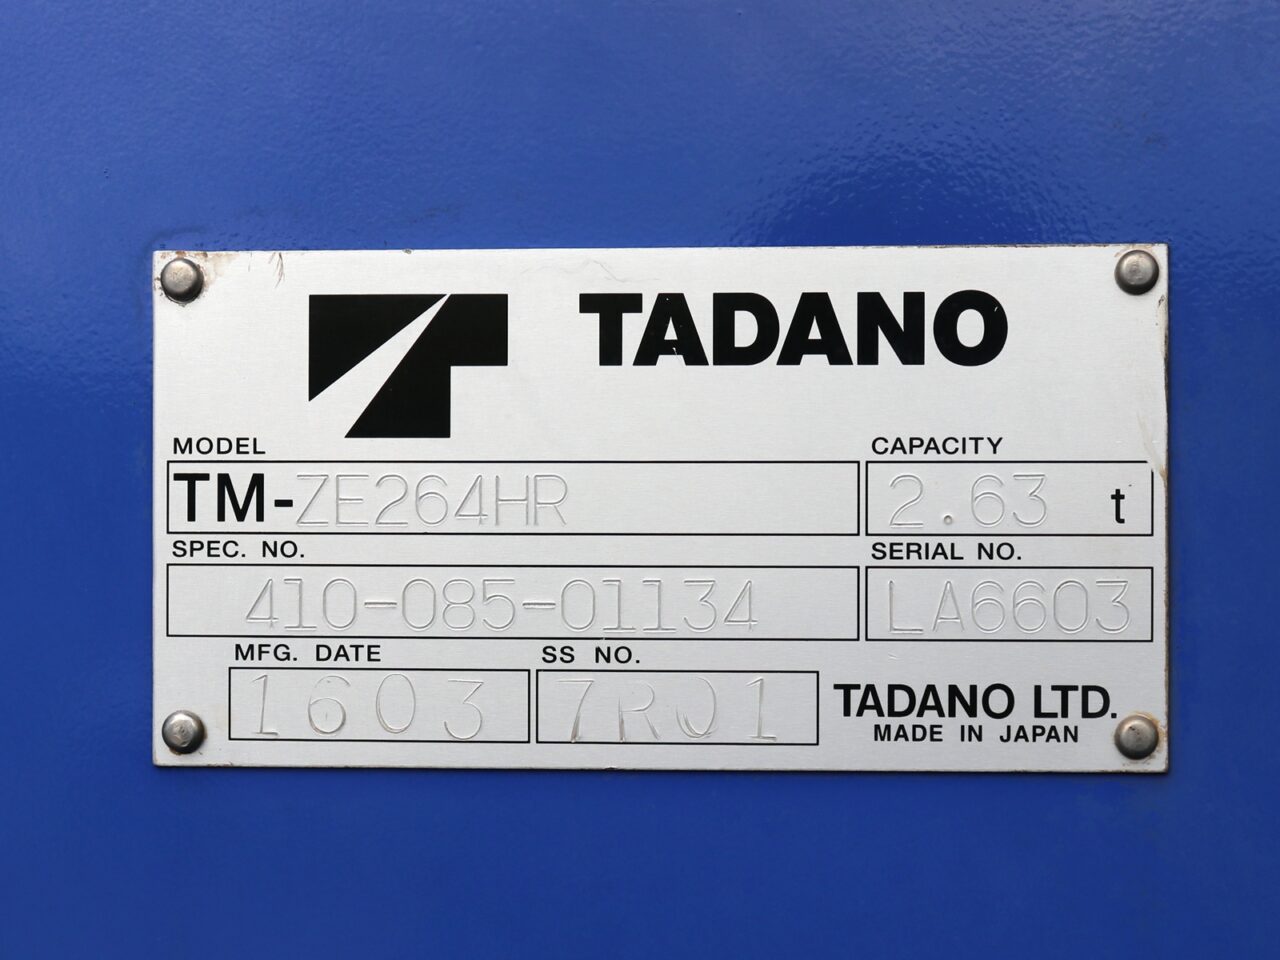 TADANO
MODEL
TM-ZE264HR
CAPACITY
2.63 t
SPEC. NO.
410-085-01134
SERIAL NO.
LA6603
MFG. DATE
1603
SS NO.
7RJ1
TADANO LTD.
MADE IN JAPAN